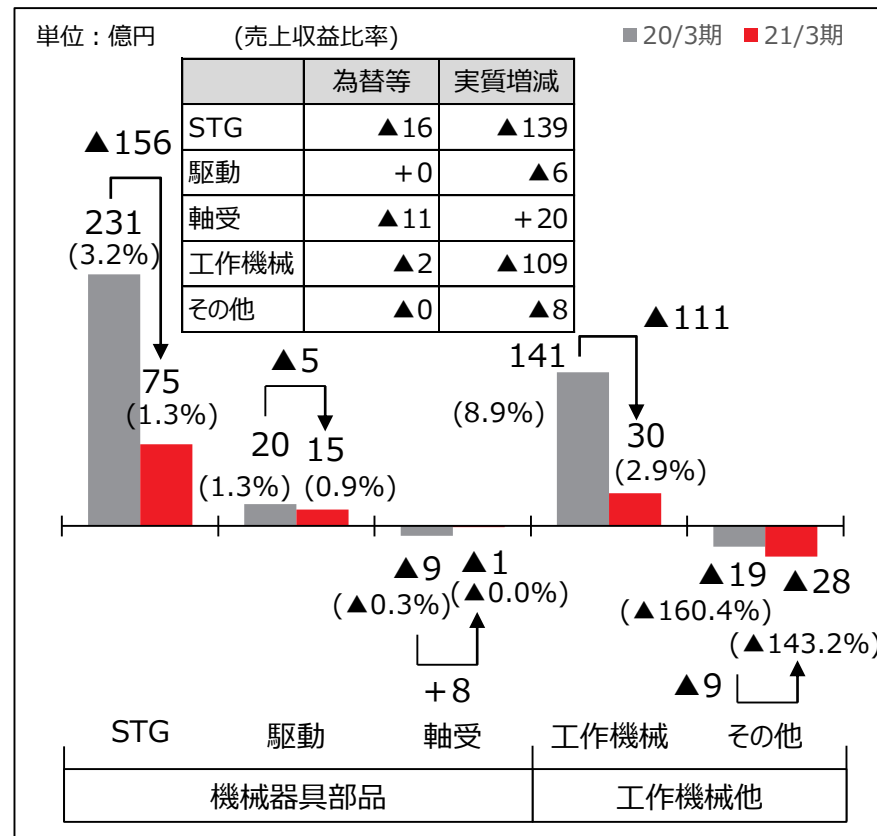 単位：億円 (売上収益比率) ■20/3期 ■21/3期
為替等 実質増減
STG ▲16 ▲139
駆動 +0 ▲6
軸受 ▲11 +20
工作機械 ▲2 ▲109
その他 ▲0 ▲8
▲156
231
(3.2%)
75
(1.3%)
▲5
20 15
(1.3%) (0.9%)
▲9 ▲1
(▲0.3%) (▲0.0%)
+8
▲111
141
(8.9%)
30
(2.9%)
▲19 ▲28
(▲160.4%)
(▲143.2%)
▲9
STG 駆動 軸受 工作機械 その他
機械器具部品 工作機械他